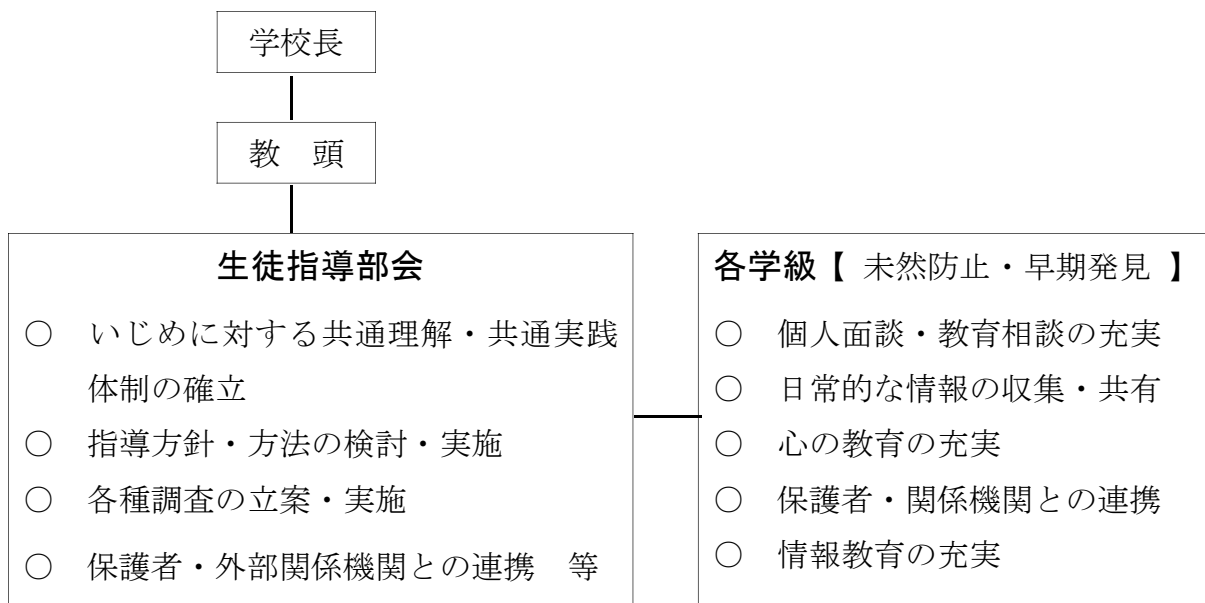 学校長
教　頭
生徒指導部会
○　いじめに対する共通理解・共通実践
体制の確立
○　指導方針・方法の検討・実施
○　各種調査の立案・実施
○　保護者・外部関係機関との連携　等
各学級【 未然防止・早期発見 】
○　個人面談・教育相談の充実
○　日常的な情報の収集・共有
○　心の教育の充実
○　保護者・関係機関との連携
○　情報教育の充実